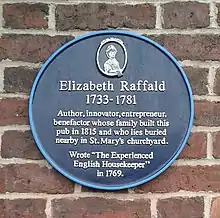 Elizabeth Raffald
1733-1781
Author, innovator, entrepreneur,
benefactor whose family built this
pub in 1815 and who lies buried
nearby in St. Mary's churchyard.
Wrote "The Experienced
English Housekeeper"
in 1769.